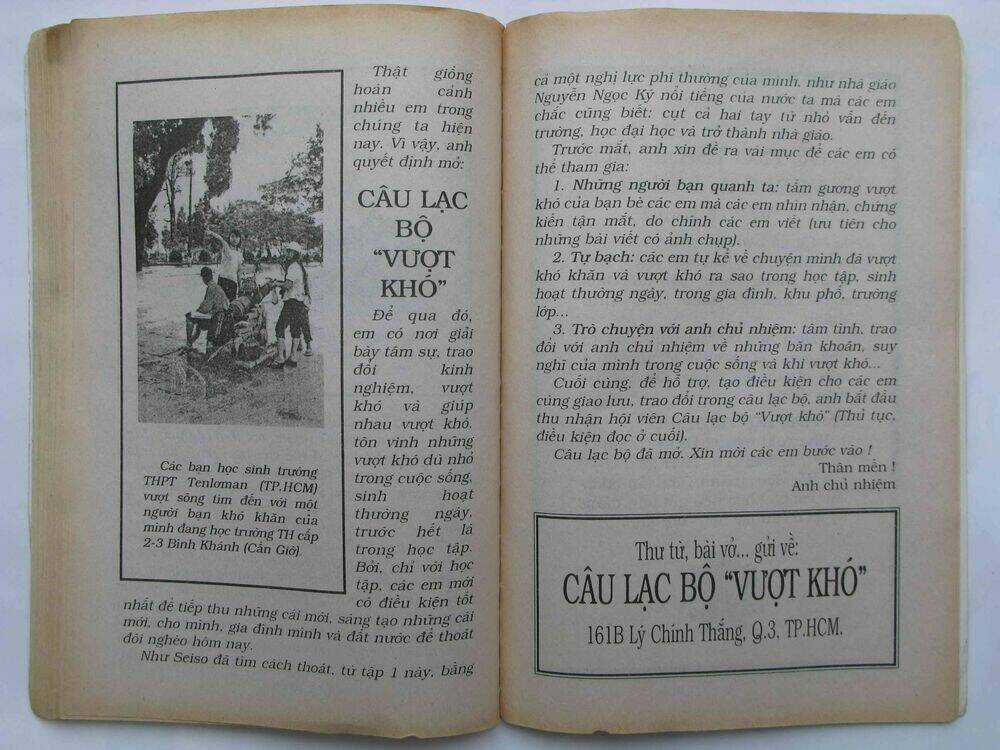 Thật giống
hoàn cảnh
nhiều em trong
chúng ta hiện
nay. Vì vậy, anh
quyết định mở:
CÂU LẠC
BỘ
“VƯỢT
KHÓ”
Để qua đó,
em có nơi giải
bày tâm sự, trao
đổi kinh
nghiệm, vượt
khó và giúp
nhau vượt khó,
tôn vinh những
vượt khó dù nhỏ
trong cuộc sống,
sinh hoạt
thường ngày,
trước hết là
trong học tập.
Bởi, chỉ với học
tập, các em mới
có điều kiện tốt
nhất để tiếp thu những cái mới, sáng tạo những cái
mới, cho mình, gia đình mình và đất nước để thoát
đói nghèo hôm nay.
Như Seiso đã tìm cách thoát, từ tập 1 này, bằng
Các bạn học sinh trường
THPT Tenlơman (TP.HCM)
vượt sông tìm đến với một
người bạn khó khăn của
mình đang học trường TH cấp
2-3 Bình Khánh (Cần Giờ)
cả một nghị lực phi thường của mình, như nhà giáo
Nguyễn Ngọc Ký nổi tiếng của nước ta mà các em
chắc cũng biết: cụt cả hai tay từ nhỏ vẫn đến
trường, học đại học và trở thành nhà giáo.
Trước mắt, anh xin đề ra vài mục để các em có
thể tham gia:
1. Những người bạn quanh ta: tấm gương vượt
khó của bạn bè các em mà các em nhìn nhận, chứng
kiến tận mắt, do chính các em viết (ưu tiên cho
những bài viết có ảnh chụp).
2. Tự bạch: các em tự kể về chuyện mình đã vượt
khó khăn và vượt khó ra sao trong học tập, sinh
hoạt thường ngày, trong gia đình, khu phố, trường
lớp...
3. Trò chuyện với anh chủ nhiệm: tâm tình, trao
đổi với anh chủ nhiệm về những băn khoăn, suy
nghĩ của mình trong cuộc sống và khi vượt khó...
Cuối cùng, để hỗ trợ, tạo điều kiện cho các em
cùng giao lưu, trao đổi trong câu lạc bộ, anh bắt đầu
thu nhận hội viên Câu lạc bộ “Vượt khó” (Thủ tục,
điều kiện đọc ở cuối).
Câu lạc bộ đã mở. Xin mời các em bước vào !
Thân mến !
Anh chủ nhiệm
Thư từ, bài vở... gửi về:
CÂU LẠC BỘ “VƯỢT KHÓ”
161B Lý Chính Thắng, Q.3, TP.HCM.